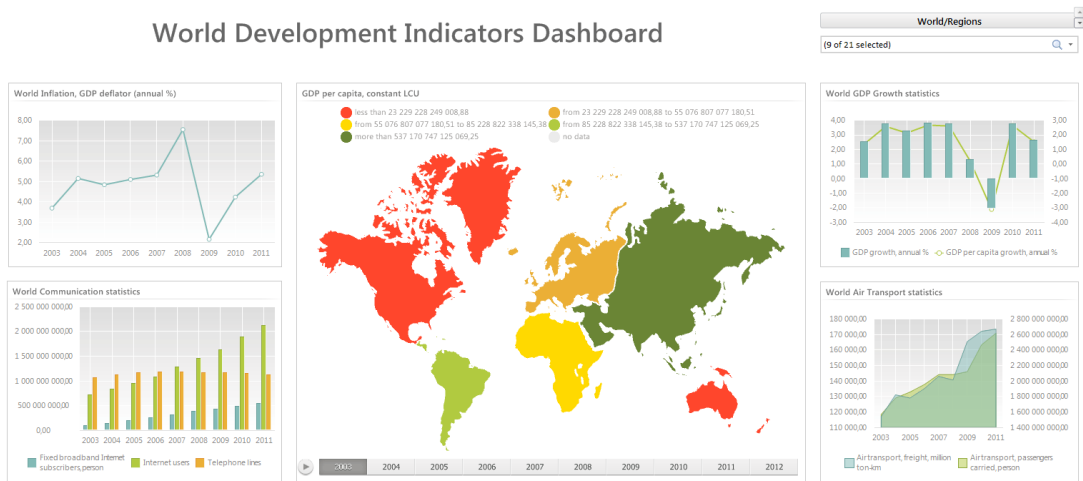 World Development Indicators Dashboard
World/Regions
(9 of 21 selected)
World Inflation, GDP deflator (annual %)
8,00
7,00
6,00
5,00
4,00
3,00
2,00
2003 2004 2005 2006 2007 2008 2009 2010 2011
World Communication statistics
2 500 000 000,00
2 000 000 000,00
1 500 000 000,00
1 000 000 000,00
500 000 000,00
0,00
2003 2004 2005 2006 2007 2008 2009 2010 2011
Fixed broadband Internet subscribers, person
Internet users
Telephone lines
GDP per capita, constant LCU
less than 23 229 228 249 008,88
from 23 229 228 249 008,88 to 55 076 807 077 180,51
from 55 076 807 077 180,51 to 85 228 822 338 145,38
from 85 228 822 338 145,38 to 537 170 747 125 069,25
more than 537 170 747 125 069,25
no data
2003 2004 2005 2006 2007 2008 2009 2010 2011 2012
World GDP Growth statistics
4,00 3,00
3,00 2,00
2,00 1,00
1,00 0,00
0,00 -1,00
-1,00 -2,00
-2,00 -3,00
-3,00 -4,00
2003 2004 2005 2006 2007 2008 2009 2010 2011
GDP growth, annual %
GDP per capita growth, annual %
World Air Transport statistics
180 000,00 2 800 000 000,00
170 000,00 2 600 000 000,00
160 000,00 2 400 000 000,00
150 000,00 2 200 000 000,00
140 000,00 2 000 000 000,00
130 000,00 1 800 000 000,00
120 000,00 1 600 000 000,00
110 000,00 1 400 000 000,00
2003 2005 2007 2009 2011
Air transport, freight, million ton-km
Air transport, passengers carried, person